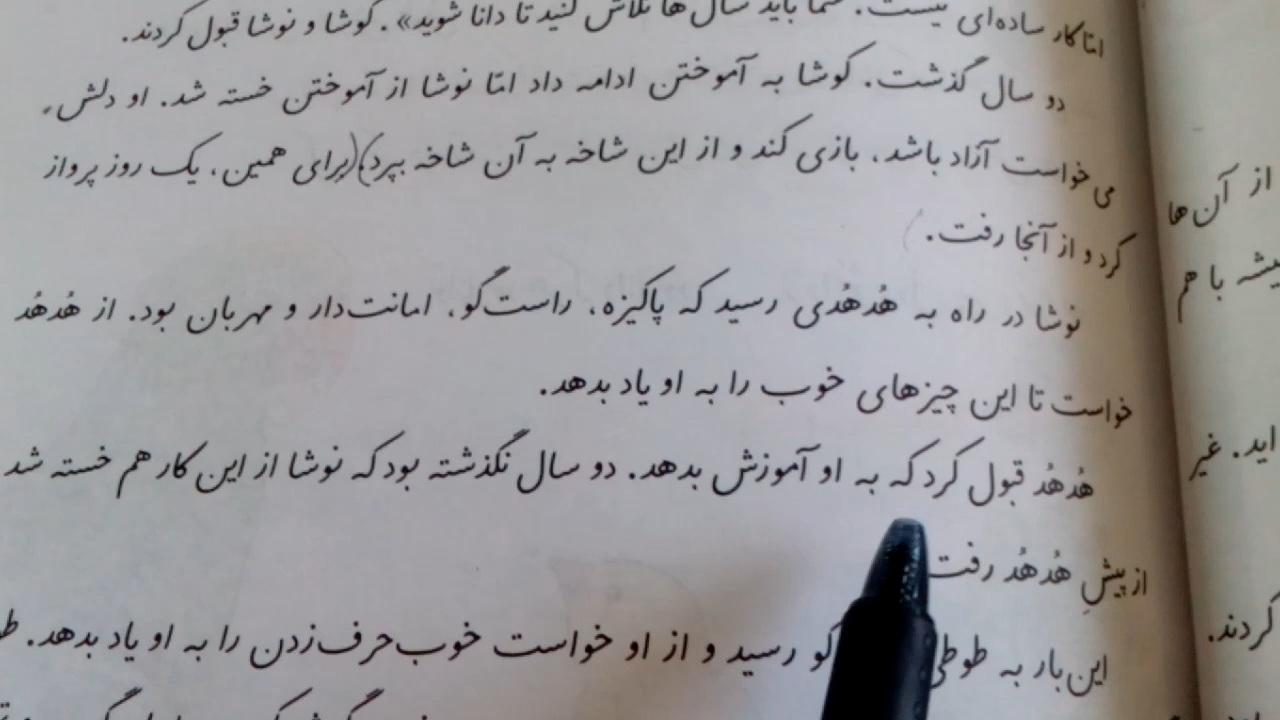 امّا کار ساده‌ای نیست. شما باید سال‌ها تلاش کنید تا دانا شوید». کوشا و نوشا قبول کردند.
دو سال گذشت. کوشا به آموختن ادامه داد امّا نوشا از آموختن خسته شد. او دلش
می‌خواست آزاد باشد، بازی کند و از این شاخه به آن شاخه بپرد)(برای همین، یک روز پرواز
کرد و از آنجا رفت.)
نوشا در راه به هُدهُدی رسید که پاکیزه، راست‌گو، امانت‌دار و مهربان بود. از هُدهُد
خواست تا این چیزهای خوب را به او یاد بدهد.
هُدهُد قبول کرد که به او آموزش بدهد. دو سال نگذشته بود که نوشا از این کار هم خسته شد
از پیشِ هُدهُد رفت
این بار به طوطی گو رسید و از او خواست خوب حرف‌زدن را به او یاد بدهد.
از آن‌ها
با هم
اید. غیر
کردند.